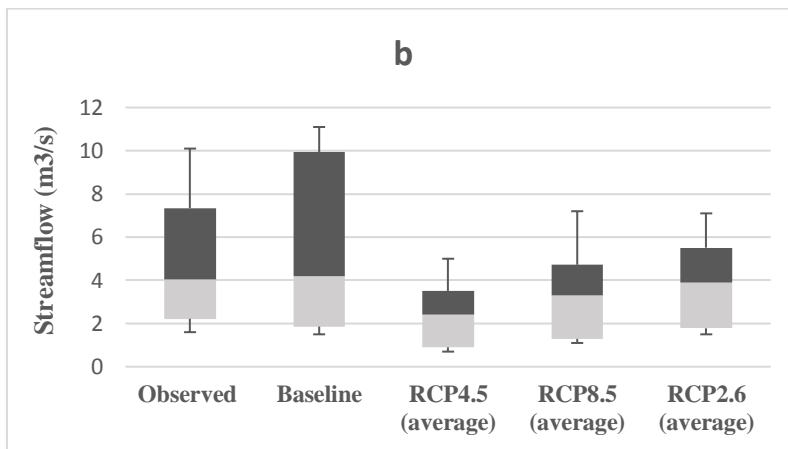 b
Streamflow (m3/s)
12
10
8
6
4
2
0
Observed Baseline RCP4.5 RCP8.5 RCP2.6
(average) (average) (average)